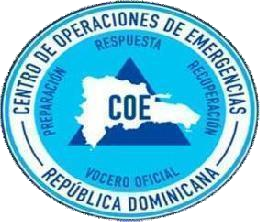 CENTRO DE OPERACIONES DE EMERGENCIAS
RESPUESTA
PREPARACIÓN
RECUPERACIÓN
COE
VOCERO OFICIAL
REPÚBLICA DOMINICANA